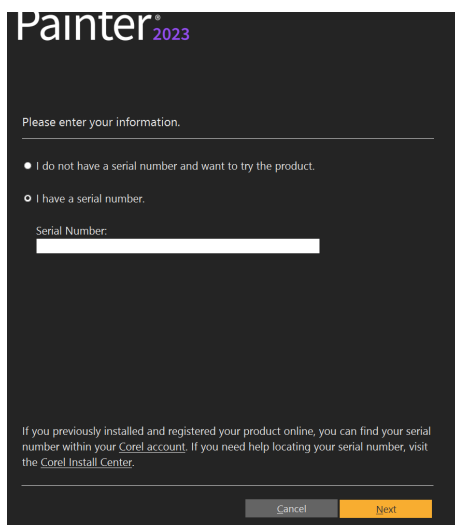 Painter® 2023
Please enter your information.
I do not have a serial number and want to try the product.
I have a serial number.
Serial Number:
If you previously installed and registered your product online, you can find your serial
number within your Corel account. If you need help locating your serial number, visit
the Corel Install Center.
Cancel Next